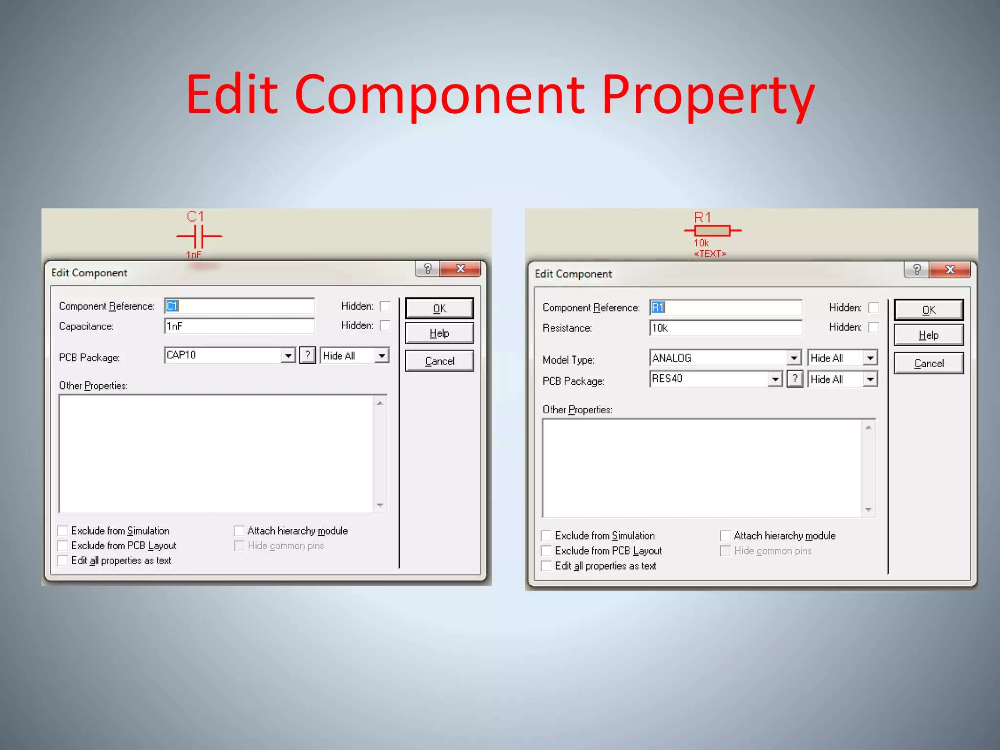 Edit Component Property
C1
1nF
Edit Component
?
X
Component Reference: C1 Hidden:
Capacitance: 1nF Hidden:
PCB Package: CAP10 ? Hide All
Other Properties:
OK
Help
Cancel
Exclude from Simulation
Exclude from PCB Layout
Edit all properties as text
Attach hierarchy module
Hide common pins
R1
10k
<TEXT>
Edit Component
?
X
Component Reference: R1 Hidden:
Resistance: 10k Hidden:
Model Type: ANALOG Hide All
PCB Package: RES40 ? Hide All
Other Properties:
OK
Help
Cancel
Exclude from Simulation
Exclude from PCB Layout
Edit all properties as text
Attach hierarchy module
Hide common pins